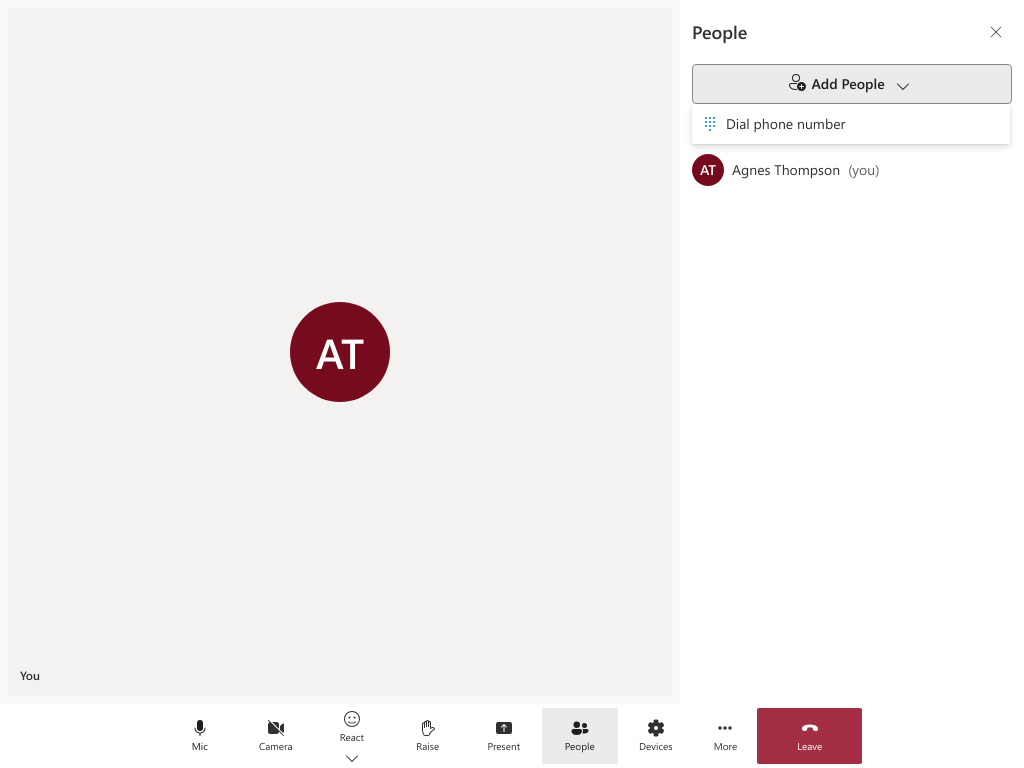 People
Add People
Dial phone number
AT Agnes Thompson (you)
AT
You
Mic
Camera
React
Raise
Present
People
Devices
More
Leave